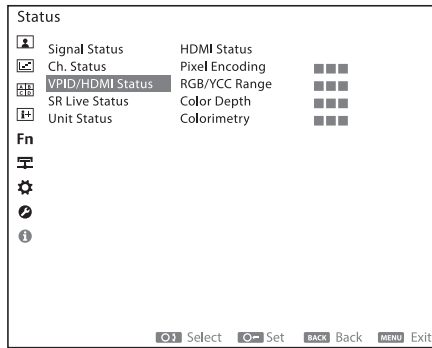 Status
Signal Status HDMI Status
Ch. Status Pixel Encoding
VPID/HDMI Status RGB/YCC Range
SR Live Status Color Depth
Unit Status Colorimetry
A B
C D
Fn
Select Set BACK Back MENU Exit